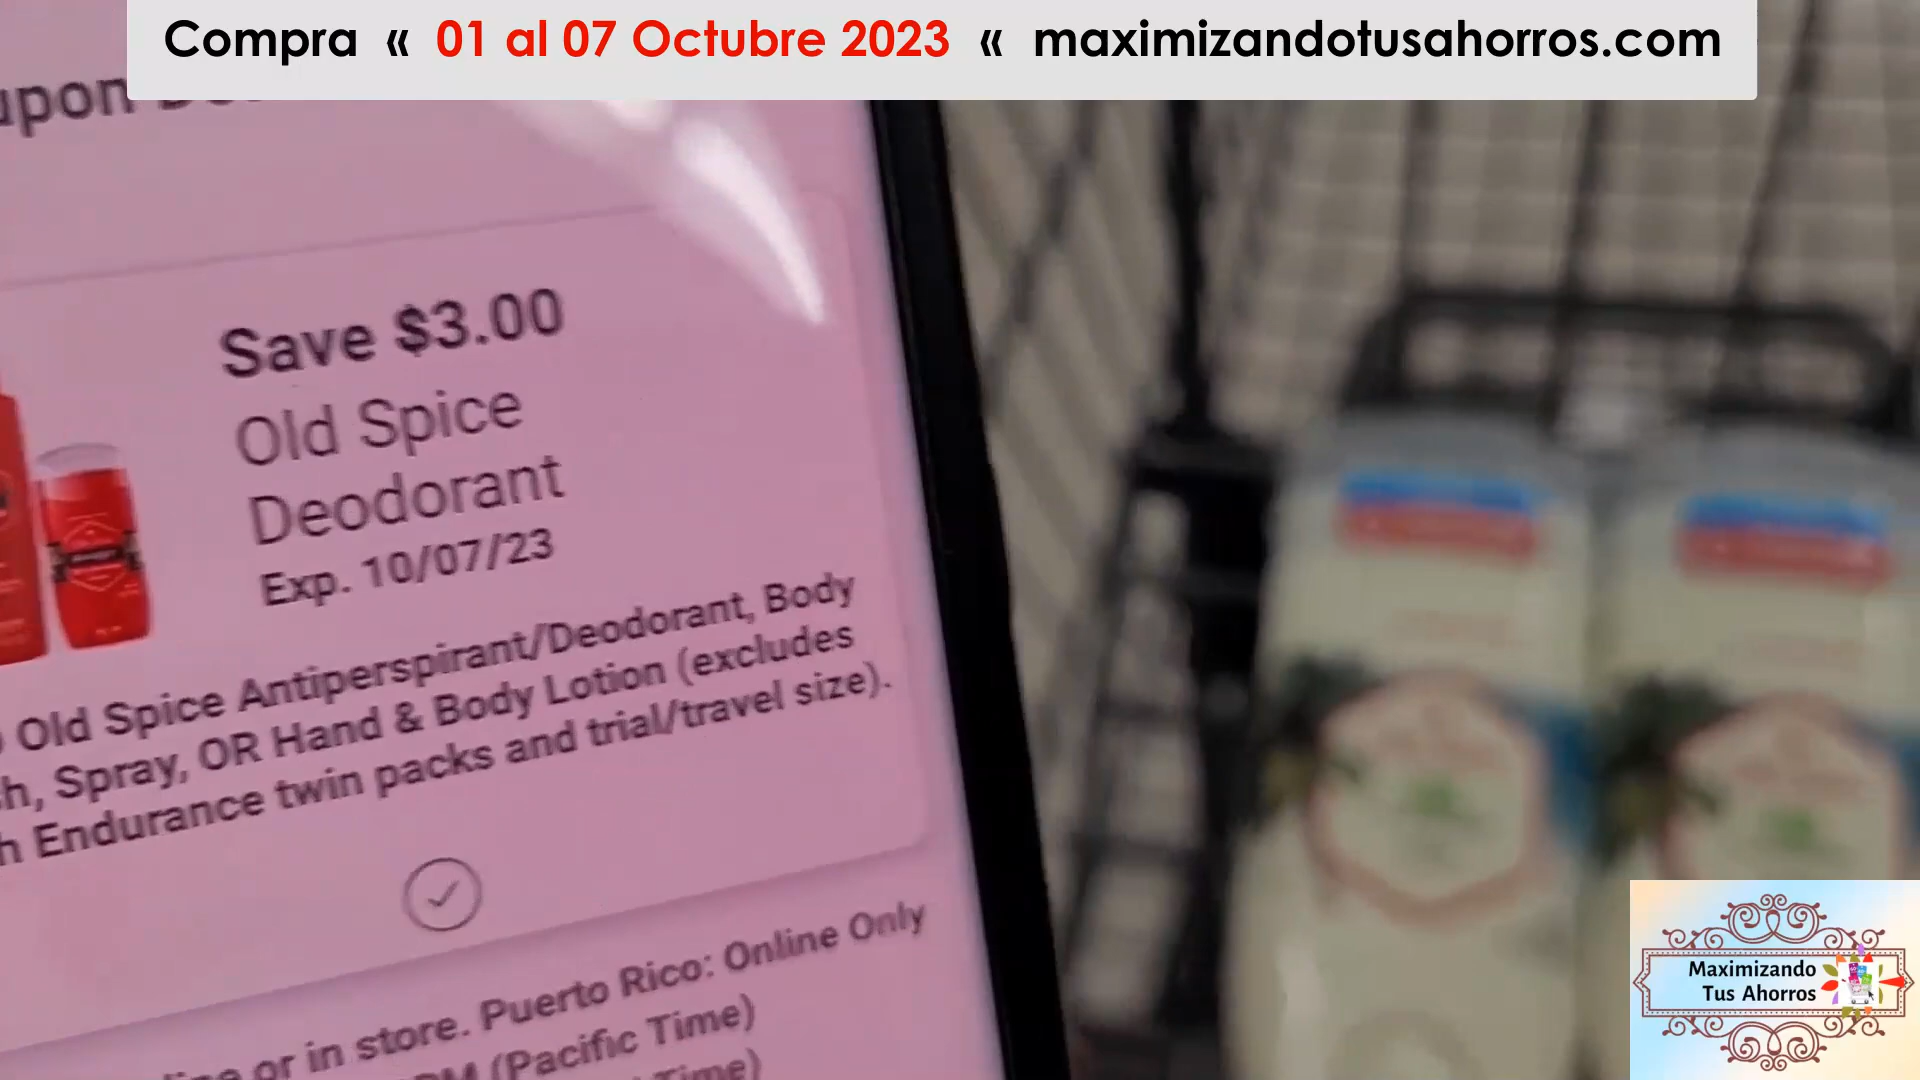 Compra « 01 al 07 Octubre 2023 « maximizandotusahorros.com
Save $3.00
Old Spice
Deodorant
Exp. 10/07/23
Old Spice Antiperspirant/Deodorant, Body
Spray, OR Hand & Body Lotion (excludes
Endurance twin packs and trial/travel size).
or in store. Puerto Rico: Online Only
(Pacific Time)
Time)
Maximizando
Tus Ahorros